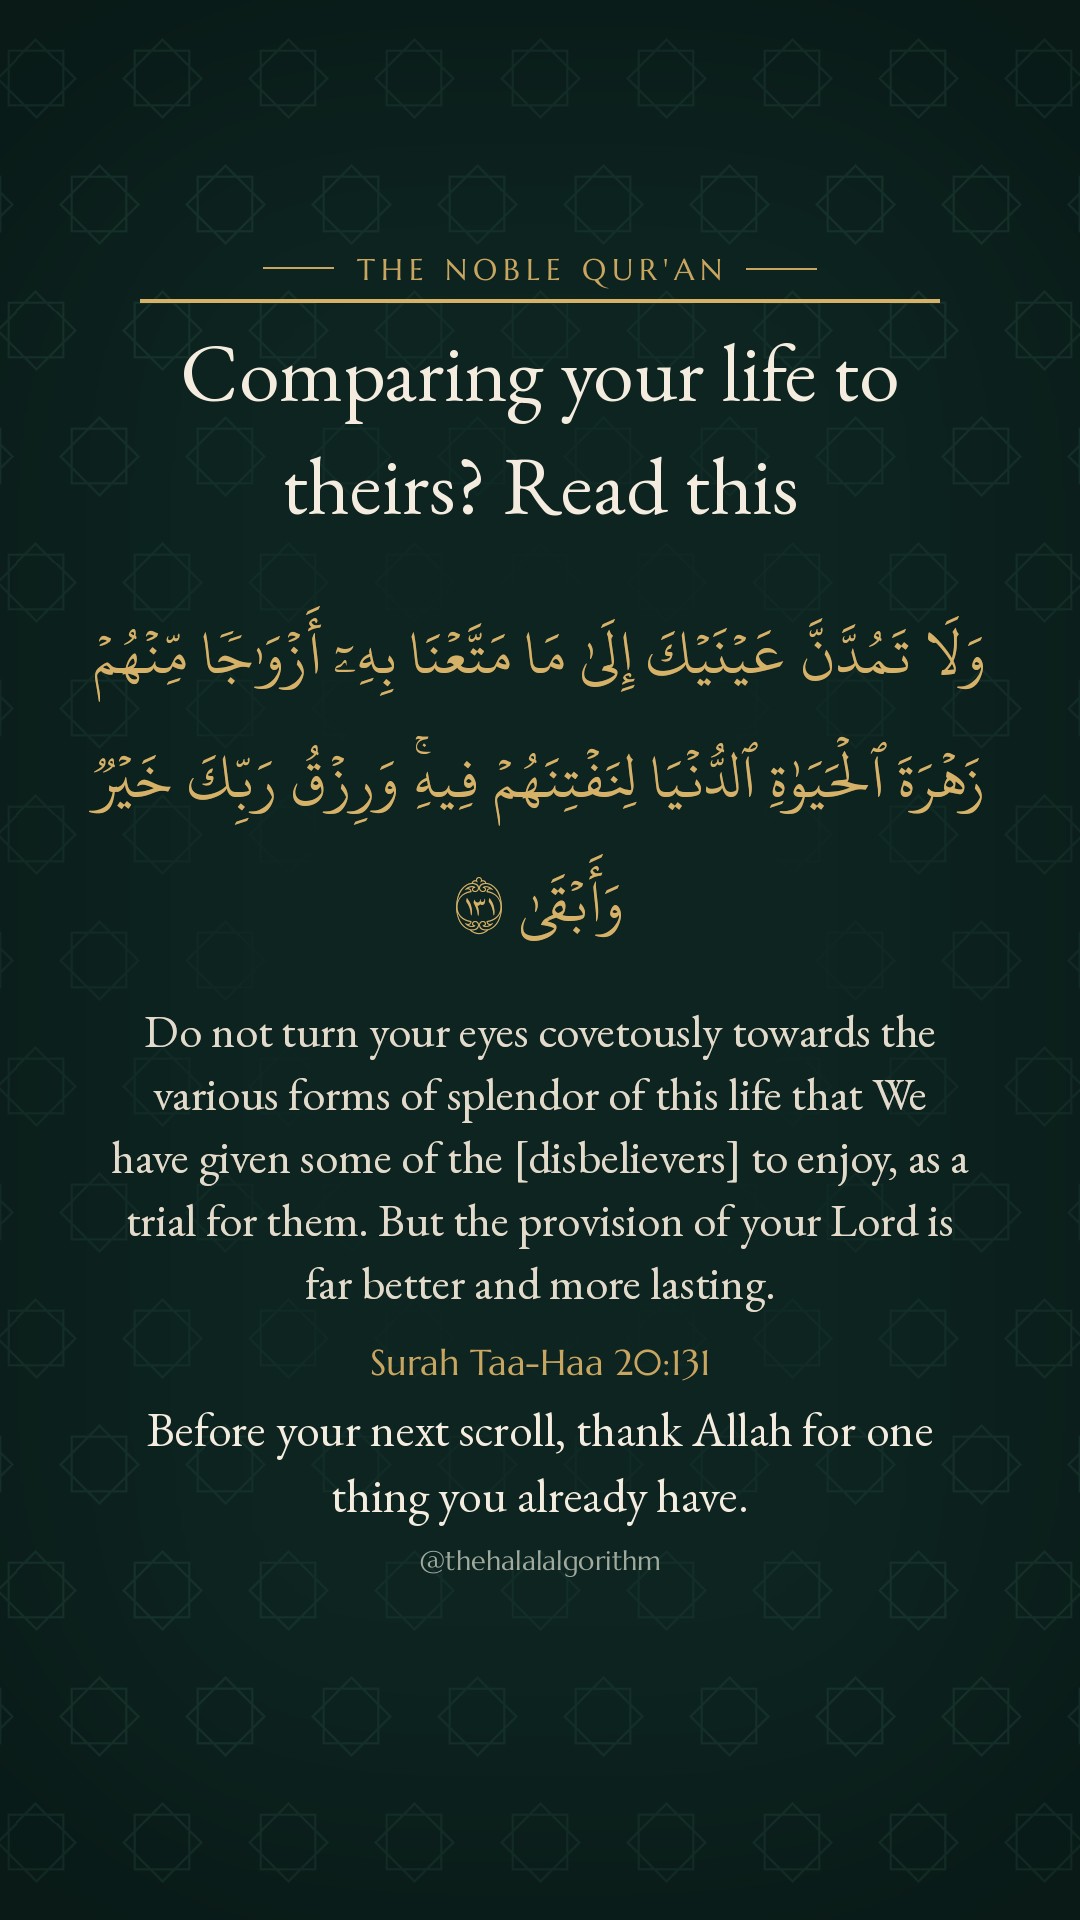 THE NOBLE QUR'AN
Comparing your life to
theirs? Read this
وَلَا تَمُدَّنَّ عَيۡنَيۡكَ إِلَىٰ مَا مَتَّعۡنَا بِهِۦٓ أَزۡوَٰجٗا مِّنۡهُمۡ
زَهۡرَةَ ٱلۡحَيَوٰةِ ٱلدُّنۡيَا لِنَفۡتِنَهُمۡ فِيهِۚ وَرِزۡقُ رَبِّكَ خَيۡرٞ
وَأَبۡقَىٰ ١٣١
Do not turn your eyes covetously towards the
various forms of splendor of this life that We
have given some of the [disbelievers] to enjoy, as a
trial for them. But the provision of your Lord is
far better and more lasting.
Surah Taa-Haa 20:131
Before your next scroll, thank Allah for one
thing you already have.
@thehalalalgorithm